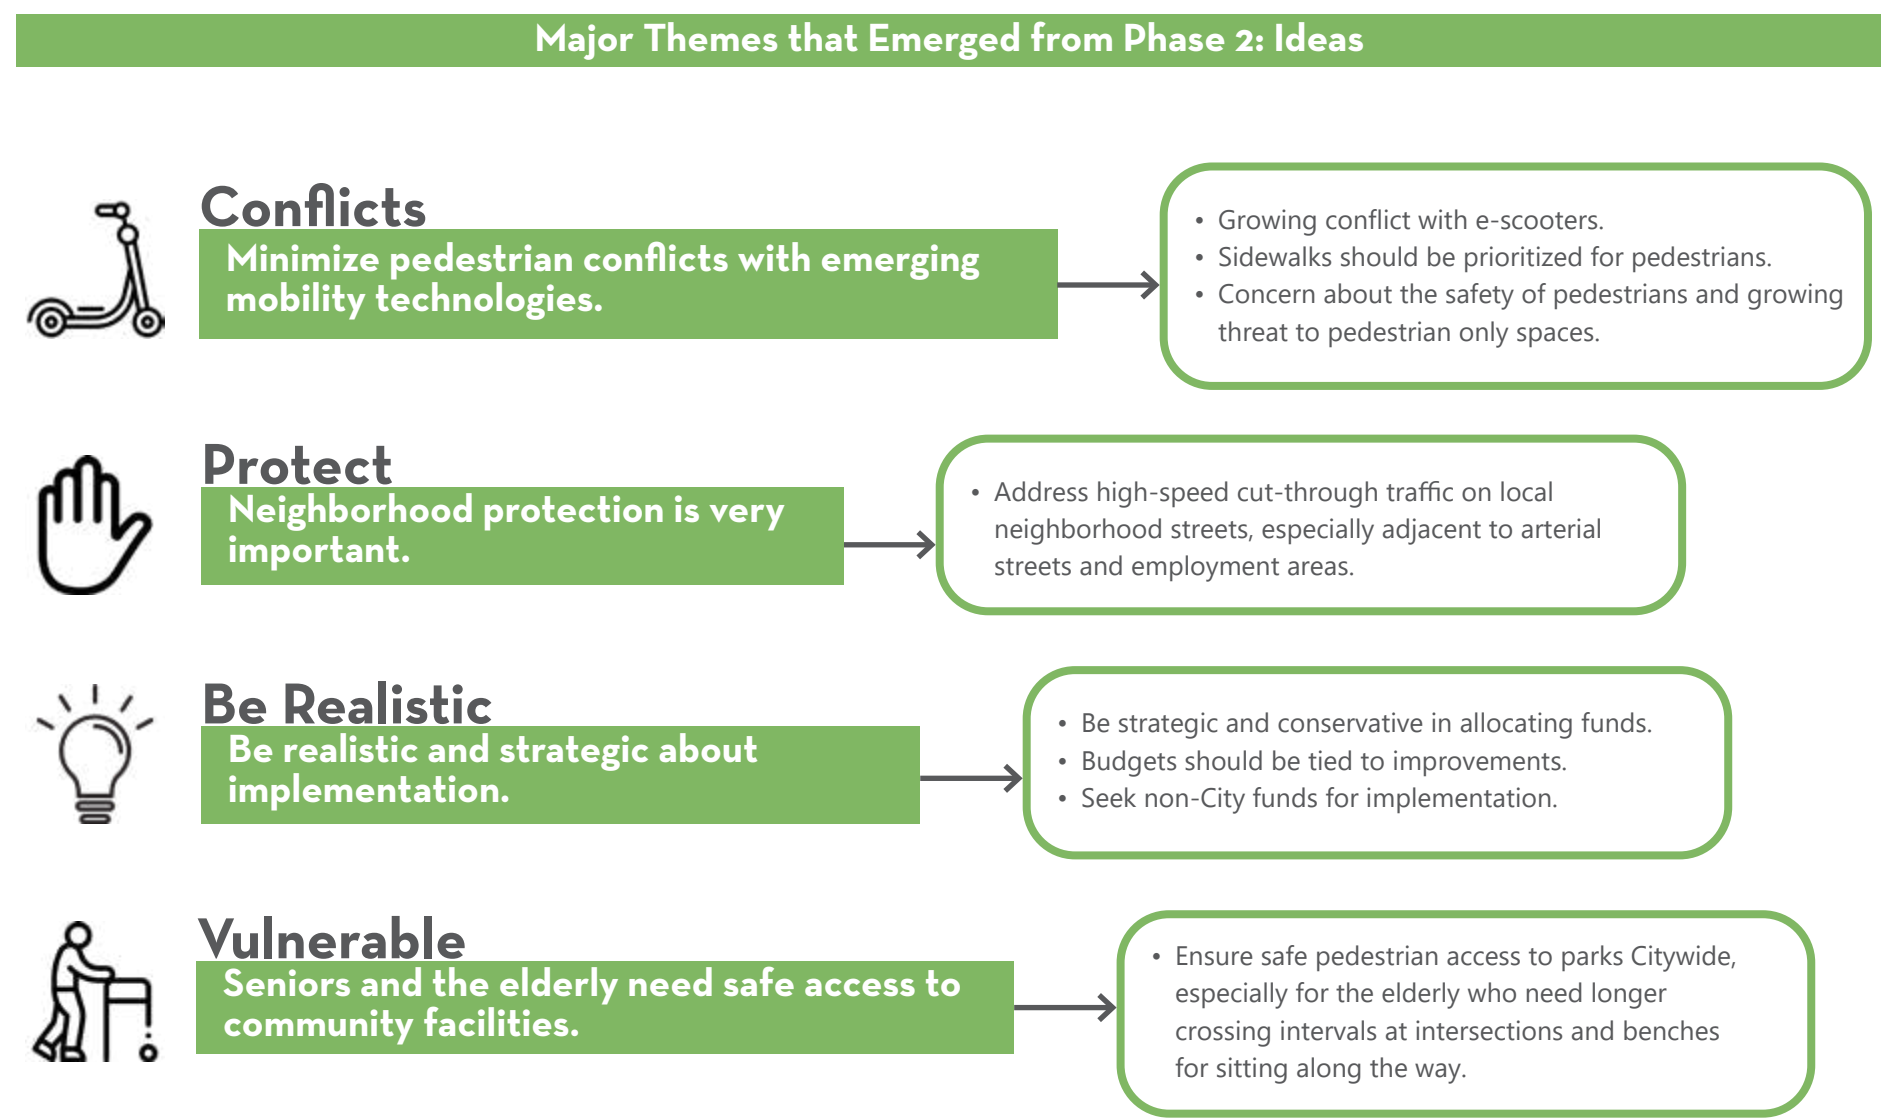 Major Themes that Emerged from Phase 2: Ideas
Conflicts
Minimize pedestrian conflicts with emerging
mobility technologies.
• Growing conflict with e-scooters.
• Sidewalks should be prioritized for pedestrians.
• Concern about the safety of pedestrians and growing
threat to pedestrian only spaces.
Protect
Neighborhood protection is very
important.
• Address high-speed cut-through traffic on local
neighborhood streets, especially adjacent to arterial
streets and employment areas.
Be Realistic
Be realistic and strategic about
implementation.
• Be strategic and conservative in allocating funds.
• Budgets should be tied to improvements.
• Seek non-City funds for implementation.
Vulnerable
Seniors and the elderly need safe access to
community facilities.
• Ensure safe pedestrian access to parks Citywide,
especially for the elderly who need longer
crossing intervals at intersections and benches
for sitting along the way.